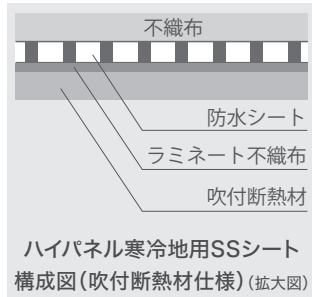 不織布
防水シート
ラミネート不織布
吹付断熱材
ハイパネル寒冷地用SSシート
構成図(吹付断熱材仕様)(拡大図)